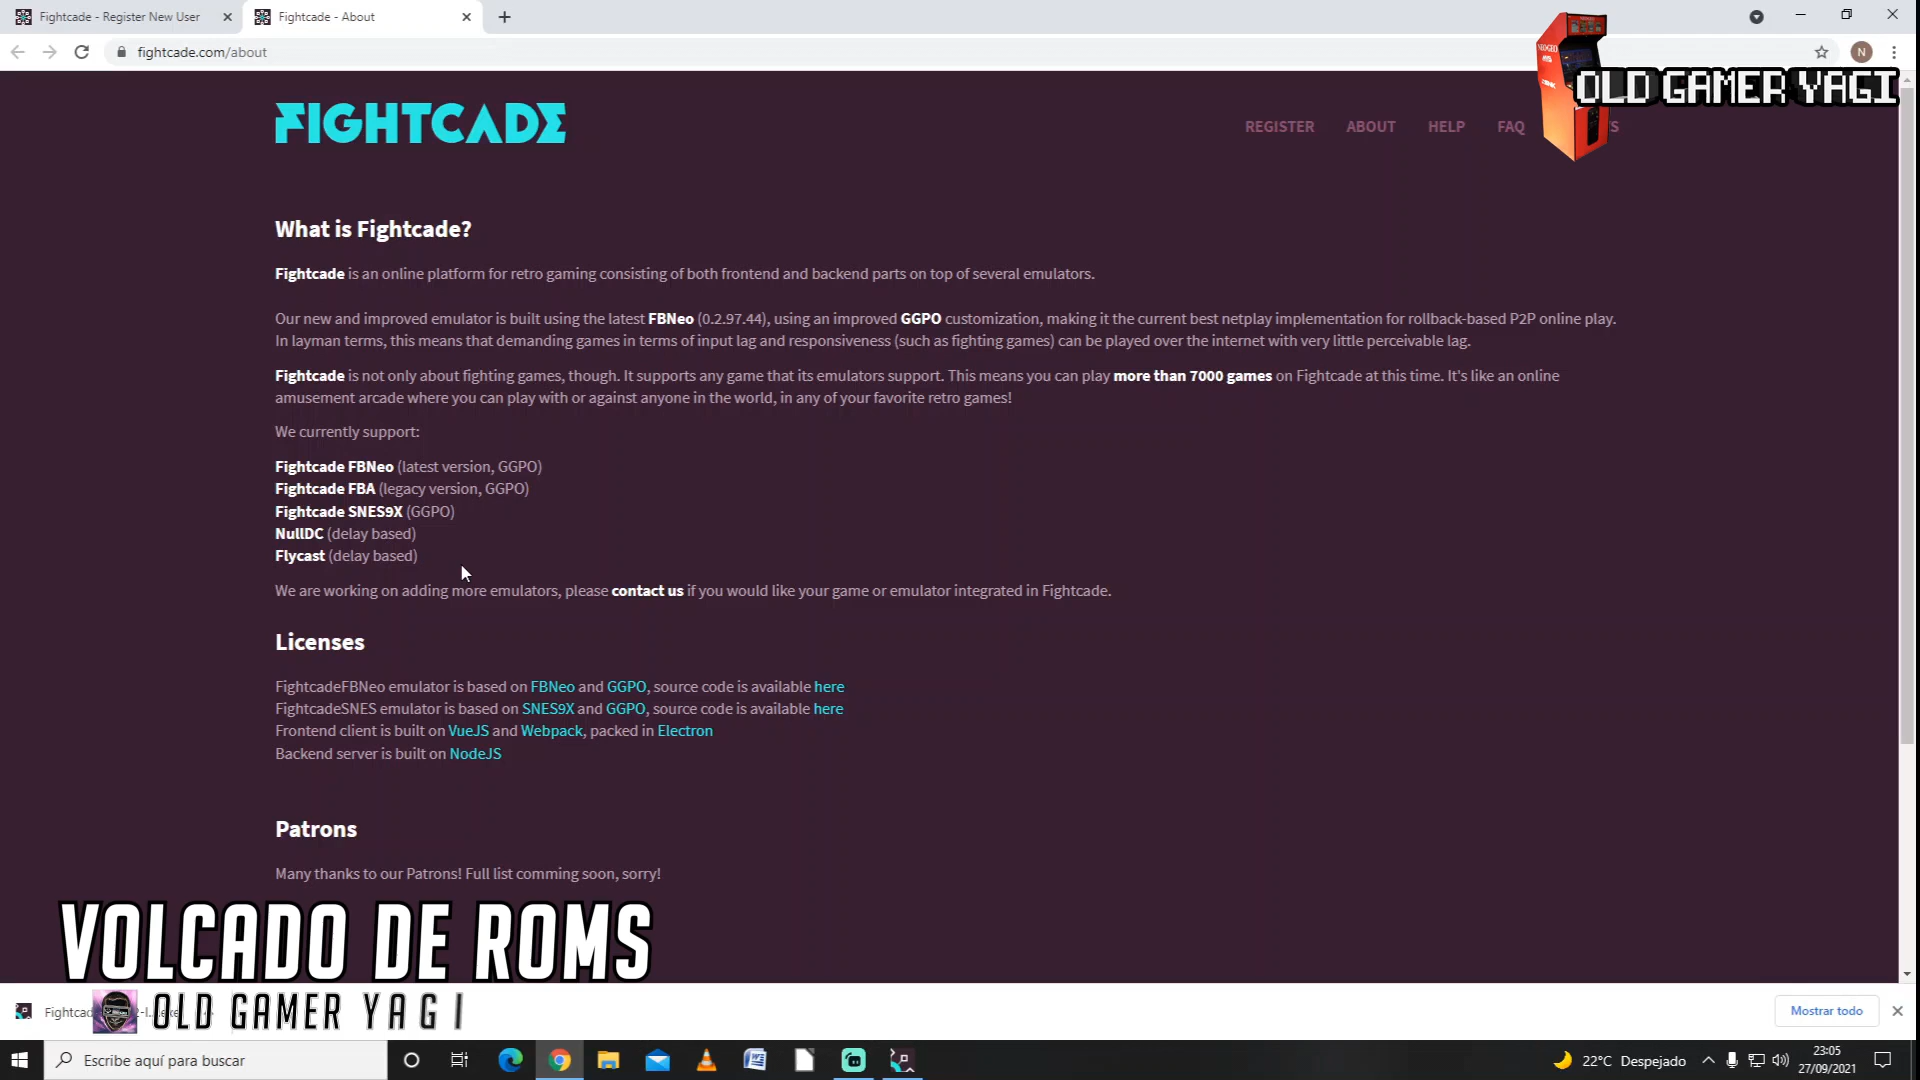 Fightcade - Register New User
Fightcade - About
fightcade.com/about
N
OLD GAMER YAGI
FIGHTCADE
REGISTER ABOUT HELP FAQ
What is Fightcade?
Fightcade is an online platform for retro gaming consisting of both frontend and backend parts on top of several emulators.
Our new and improved emulator is built using the latest FBNeo (0.2.97.44), using an improved GGPO customization, making it the current best netplay implementation for rollback-based P2P online play.
In layman terms, this means that demanding games in terms of input lag and responsiveness (such as fighting games) can be played over the internet with very little perceivable lag.
Fightcade is not only about fighting games, though. It supports any game that its emulators support. This means you can play more than 7000 games on Fightcade at this time. It's like an online
amusement arcade where you can play with or against anyone in the world, in any of your favorite retro games!
We currently support:
Fightcade FBNeo (latest version, GGPO)
Fightcade FBA (legacy version, GGPO)
Fightcade SNES9X (GGPO)
NullDC (delay based)
Flycast (delay based)
We are working on adding more emulators, please contact us if you would like your game or emulator integrated in Fightcade.
Licenses
FightcadeFBNeo emulator is based on FBNeo and GGPO, source code is available here
FightcadeSNES emulator is based on SNES9X and GGPO, source code is available here
Frontend client is built on VueJS and Webpack, packed in Electron
Backend server is built on NodeJS
Patrons
Many thanks to our Patrons! Full list comming soon, sorry!
VOLCADO DE ROMS
OLD GAMER YAGI
Mostrar todo
Escribe aquí para buscar
22°C Despejado
23:05
27/09/2021